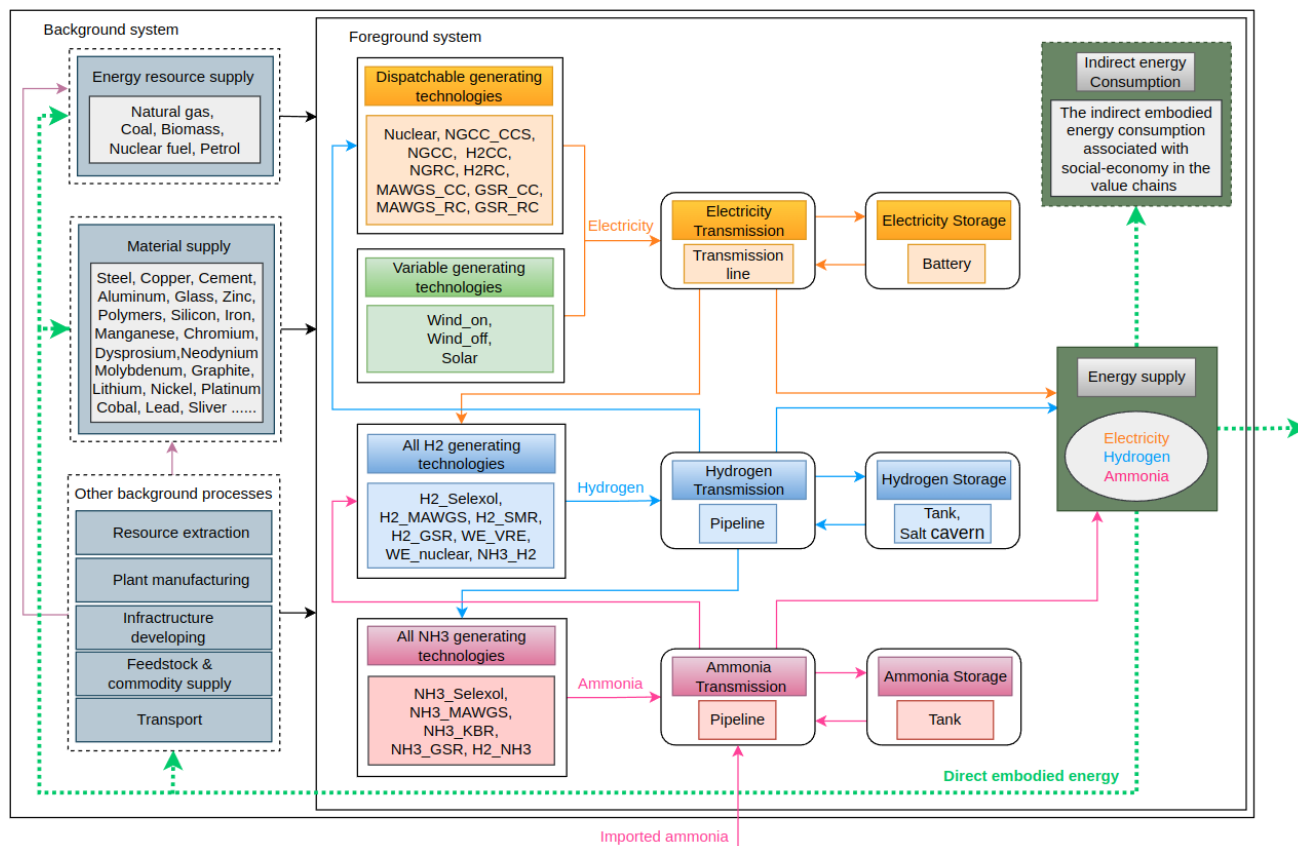 Background system
Energy resource supply
Natural gas,
Coal, Biomass,
Nuclear fuel, Petrol
Material supply
Steel, Copper, Cement,
Aluminum, Glass, Zinc,
Polymers, Silicon, Iron,
Manganese, Chromium,
Dysprosium,Neodynium
Molybdenum, Graphite,
Lithium, Nickel, Platinum
Cobal, Lead, Sliver ......
Other background processes
Resource extraction
Plant manufacturing
Infractructure
developing
Feedstock &
commodity supply
Transport
Foreground system
Dispatchable generating
technologies
Nuclear, NGCC_CCS,
NGCC, H2CC,
NGRC, H2RC,
MAWGS_CC, GSR_CC,
MAWGS_RC, GSR_RC
Variable generating
technologies
Wind_on,
Wind_off,
Solar
Electricity
Electricity
Transmission
Transmission
line
Electricity Storage
Battery
All H2 generating
technologies
H2_Selexol,
H2_MAWGS, H2_SMR,
H2_GSR, WE_VRE,
WE_nuclear, NH3_H2
Hydrogen
Hydrogen
Transmission
Pipeline
Hydrogen Storage
Tank,
Salt cavern
All NH3 generating
technologies
NH3_Selexol,
NH3_MAWGS,
NH3_KBR,
NH3_GSR, H2_NH3
Ammonia
Ammonia
Transmission
Pipeline
Ammonia Storage
Tank
Indirect energy
Consumption
The indirect embodied
energy consumption
associated with
social-economy in the
value chains
Energy supply
Electricity
Hydrogen
Ammonia
Direct embodied energy
Imported ammonia